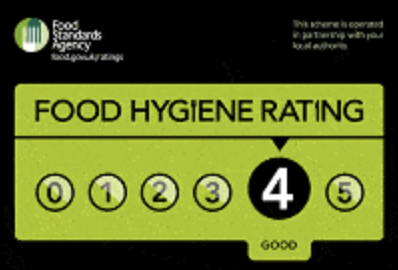 Food
Standards
Agency
food.gov.uk/ratings
This scheme is operated
in partnership with your
local authority
FOOD HYGIENE RATING
0 1 2 3 4 5
GOOD